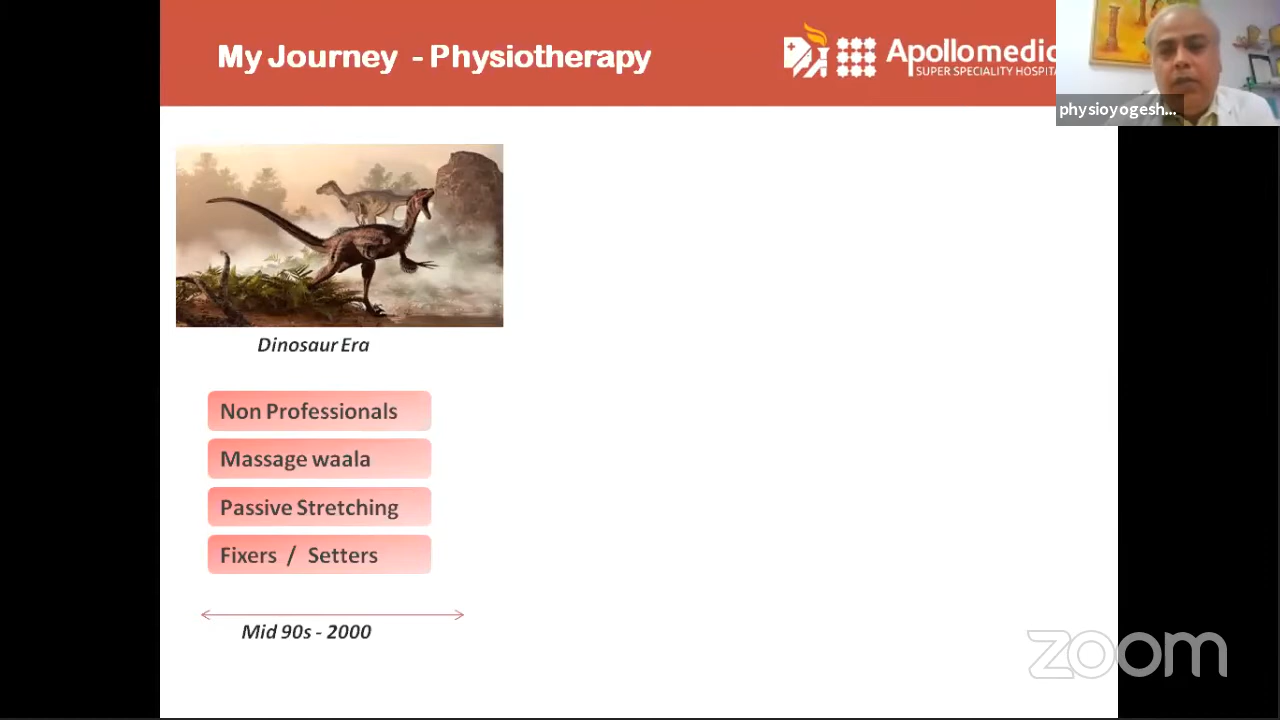 My Journey - Physiotherapy
Apollomedic
SUPER SPECIALITY HOSPITA
physioyogesh...
Dinosaur Era
Non Professionals
Massage waala
Passive Stretching
Fixers / Setters
Mid 90s - 2000
zoom